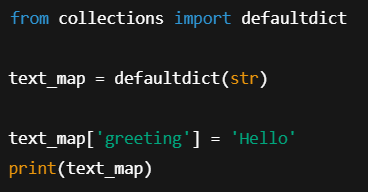 from collections import defaultdict
text_map = defaultdict(str)
text_map['greeting'] = 'Hello'
print(text_map)